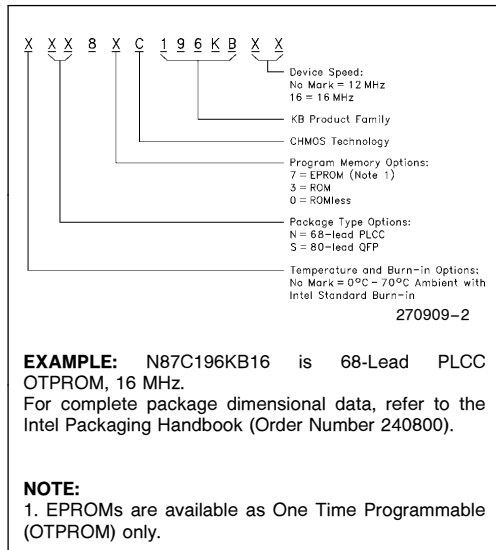 X XX 8 X C 196KB XX
Device Speed:
No Mark = 12 MHz
16 = 16 MHz
KB Product Family
CHMOS Technology
Program Memory Options:
7 = EPROM (Note 1)
3 = ROM
0 = ROMless
Package Type Options:
N = 68-lead PLCC
S = 80-lead QFP
Temperature and Burn-in Options:
No Mark = 0°C - 70°C Ambient with
Intel Standard Burn-in
270909-2
EXAMPLE: N87C196KB16 is 68-Lead PLCC
OTPROM, 16 MHz.
For complete package dimensional data, refer to the
Intel Packaging Handbook (Order Number 240800).
NOTE:
1. EPROMs are available as One Time Programmable
(OTPROM) only.